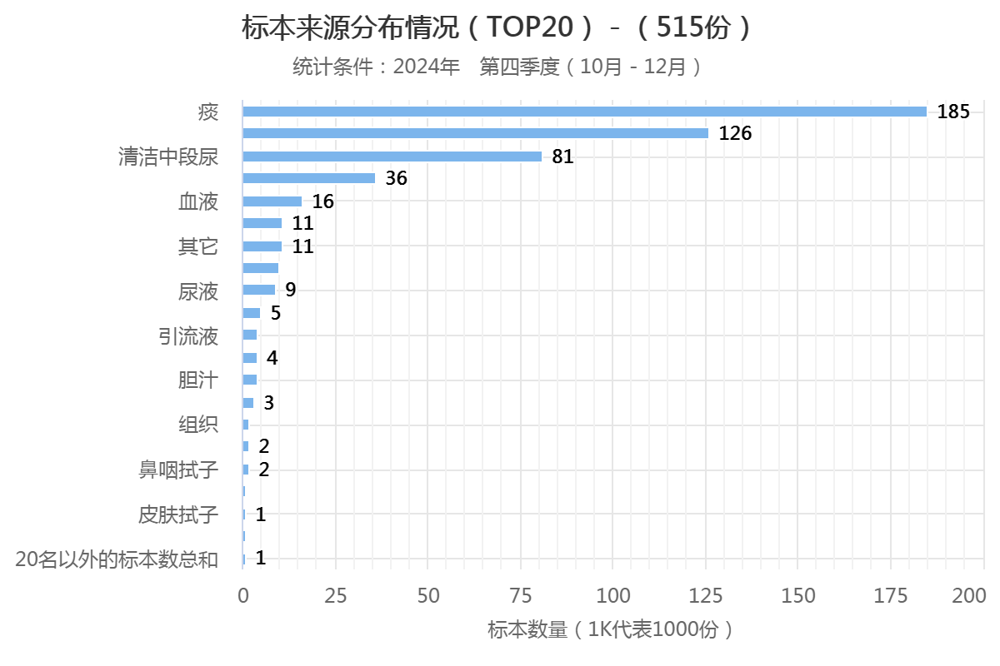 标本来源分布情况（TOP20）-（515份）
统计条件：2024年 第四季度（10月 - 12月）
痰 185
126
清洁中段尿 81
36
血液 16
11
其它 11
尿液 9
5
引流液
4
胆汁
3
组织
2
鼻咽拭子 2
皮肤拭子 1
20名以外的标本数总和 1
0 25 50 75 100 125 150 175 200
标本数量（1K代表1000份）